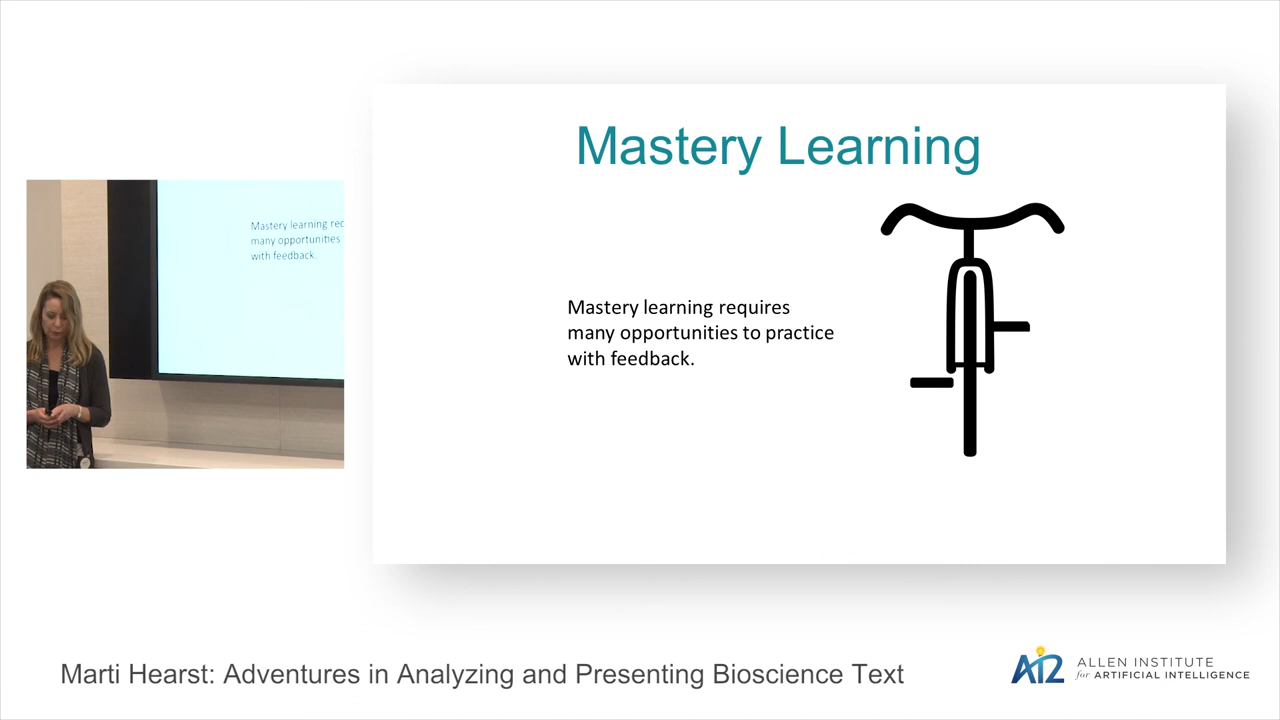 Mastery Learning
Mastery learning req
many opportunities
with feedback.
Mastery learning requires
many opportunities to practice
with feedback.
Marti Hearst: Adventures in Analyzing and Presenting Bioscience Text
AI2
ALLEN INSTITUTE
for ARTIFICIAL INTELLIGENCE